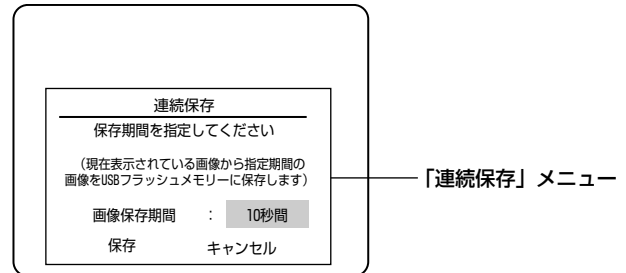 連続保存
保存期間を指定してください
（現在表示されている画像から指定期間の
画像をUSBフラッシュメモリーに保存します）
画像保存期間　：　10秒間
保存　キャンセル
「連続保存」メニュー